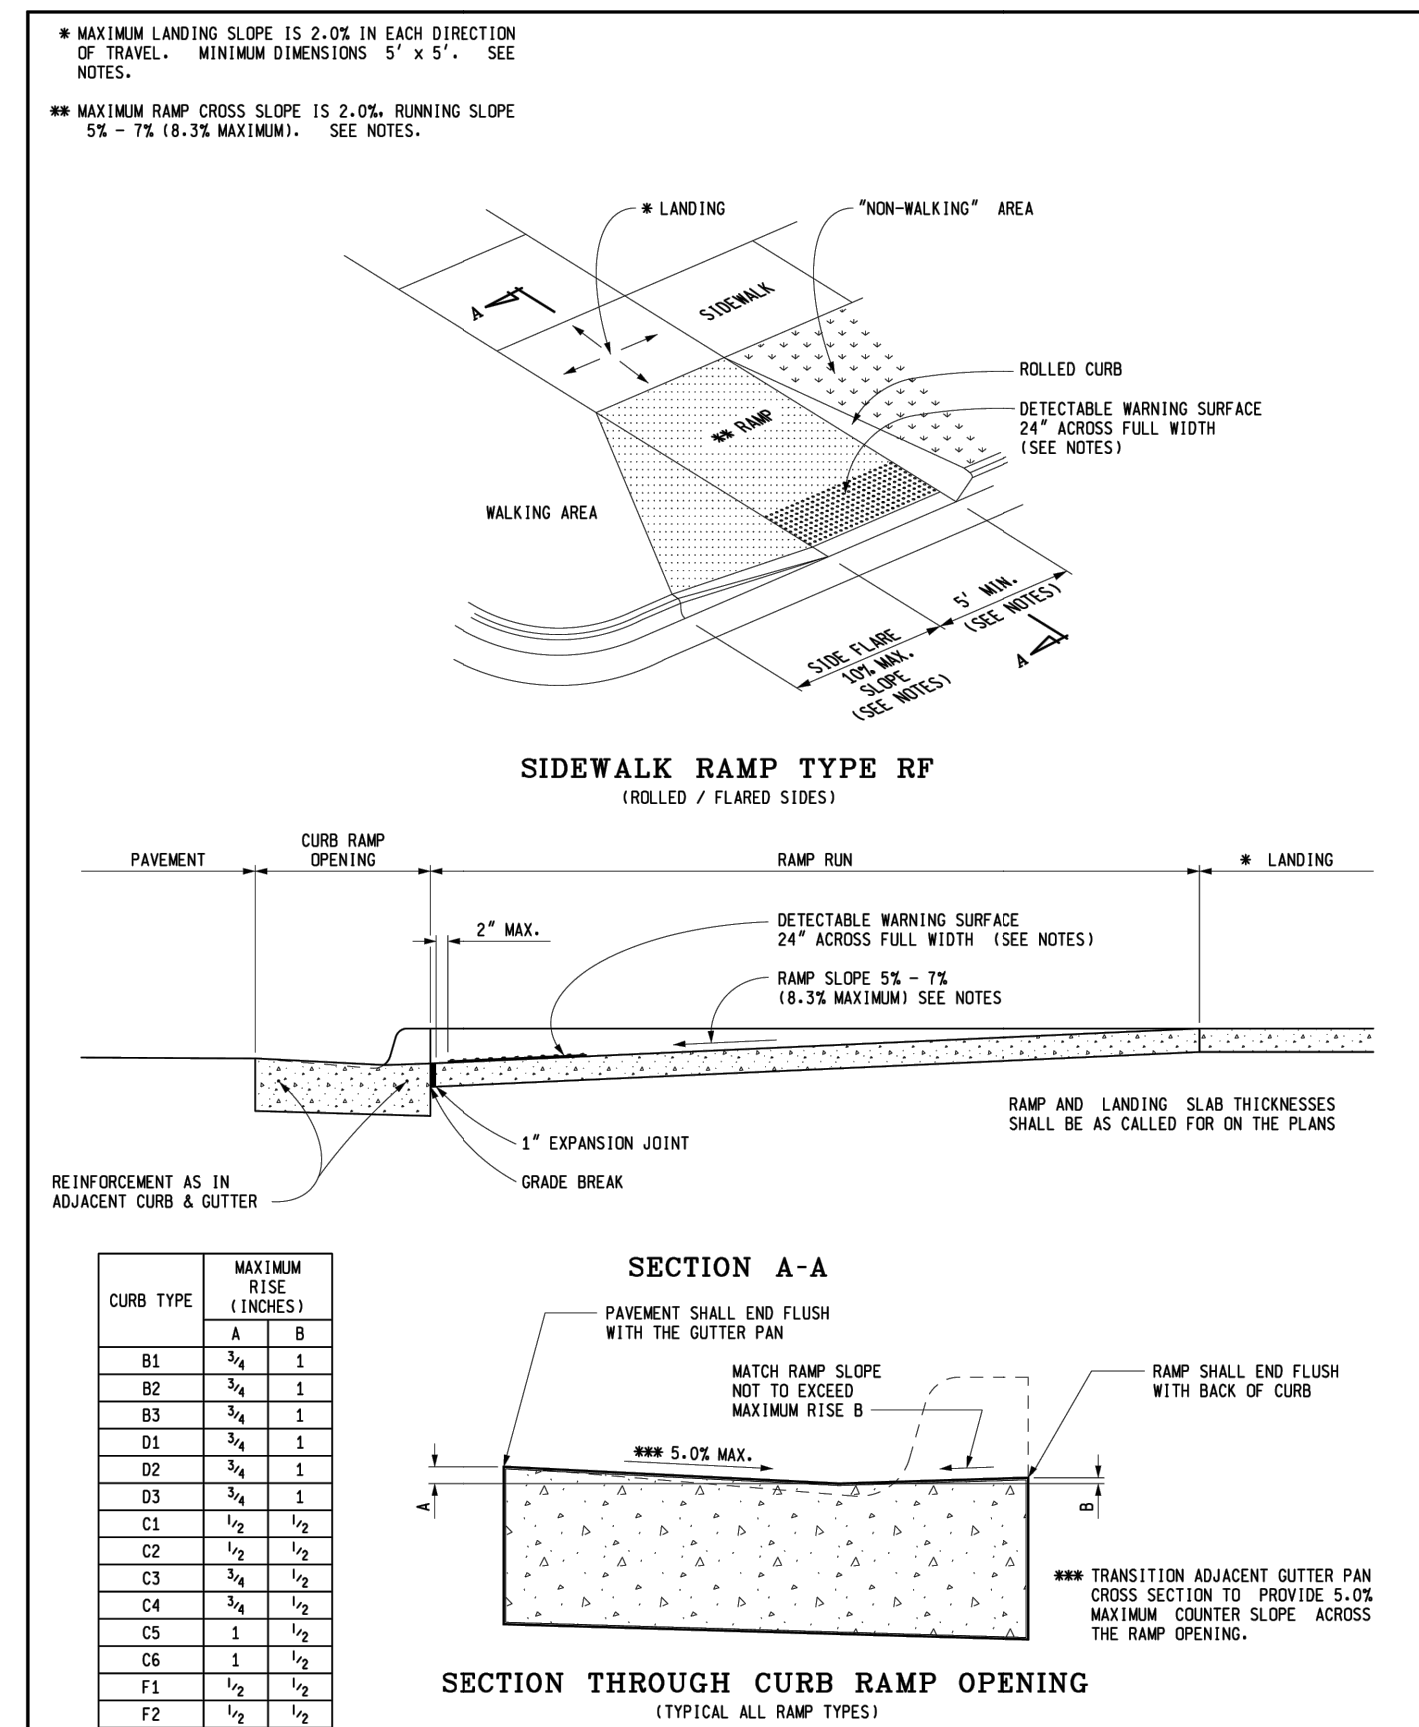 * MAXIMUM LANDING SLOPE IS 2.0% IN EACH DIRECTION
OF TRAVEL. MINIMUM DIMENSIONS 5' x 5'. SEE
NOTES.
** MAXIMUM RAMP CROSS SLOPE IS 2.0%, RUNNING SLOPE
5% - 7% (8.3% MAXIMUM). SEE NOTES.
* LANDING
"NON-WALKING" AREA
A
SIDEWALK
ROLLED CURB
DETECTABLE WARNING SURFACE
24" ACROSS FULL WIDTH
(SEE NOTES)
** RAMP
WALKING AREA
5' MIN.
(SEE NOTES)
A
SIDE FLARE
10% MAX.
SLOPE
(SEE NOTES)
SIDEWALK RAMP TYPE RF
(ROLLED / FLARED SIDES)
PAVEMENT
CURB RAMP
OPENING
RAMP RUN
* LANDING
2" MAX.
DETECTABLE WARNING SURFACE
24" ACROSS FULL WIDTH (SEE NOTES)
RAMP SLOPE 5% - 7%
(8.3% MAXIMUM) SEE NOTES
RAMP AND LANDING SLAB THICKNESSES
SHALL BE AS CALLED FOR ON THE PLANS
1" EXPANSION JOINT
GRADE BREAK
REINFORCEMENT AS IN
ADJACENT CURB & GUTTER
SECTION A-A
CURB TYPE
MAXIMUM
RISE
(INCHES)
A B
B1 3/4 1
B2 3/4 1
B3 3/4 1
D1 3/4 1
D2 3/4 1
D3 3/4 1
C1 1/2 1/2
C2 1/2 1/2
C3 3/4 1/2
C4 3/4 1/2
C5 1 1/2
C6 1 1/2
F1 1/2 1/2
F2 1/2 1/2
PAVEMENT SHALL END FLUSH
WITH THE GUTTER PAN
MATCH RAMP SLOPE
NOT TO EXCEED
MAXIMUM RISE B
RAMP SHALL END FLUSH
WITH BACK OF CURB
*** 5.0% MAX.
A
B
*** TRANSITION ADJACENT GUTTER PAN
CROSS SECTION TO PROVIDE 5.0%
MAXIMUM COUNTER SLOPE ACROSS
THE RAMP OPENING.
SECTION THROUGH CURB RAMP OPENING
(TYPICAL ALL RAMP TYPES)